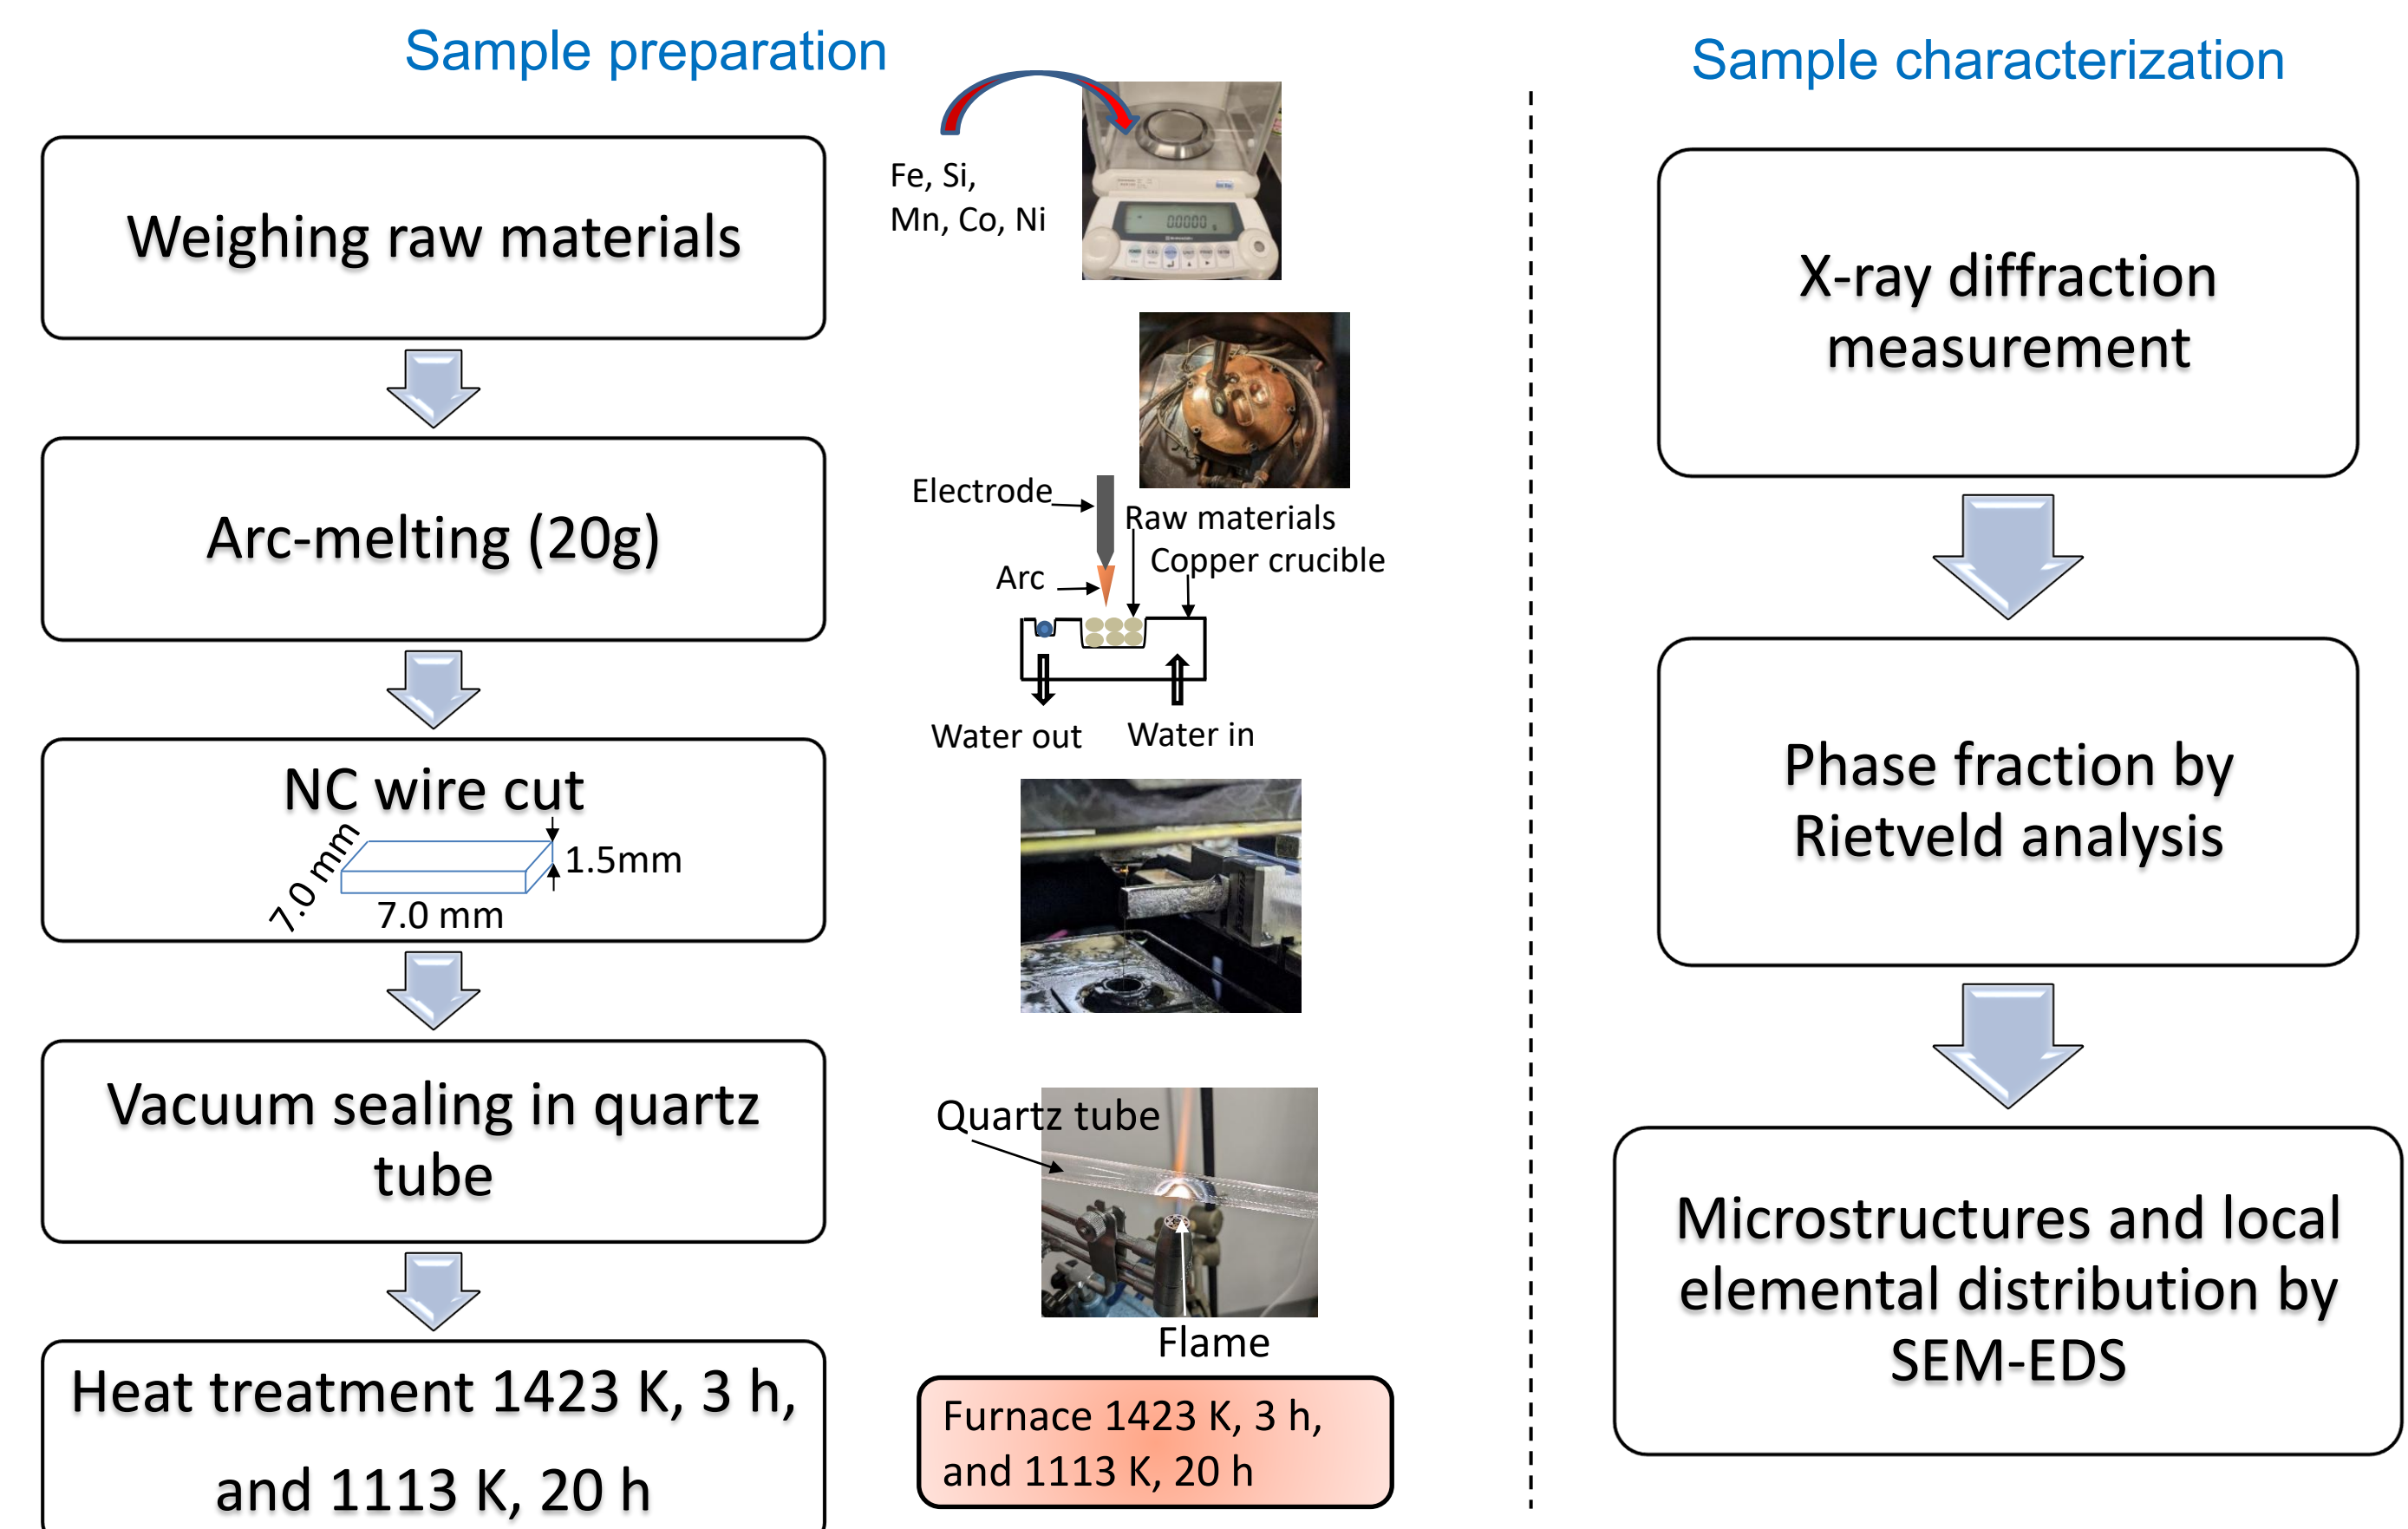 Sample preparation
Weighing raw materials
Arc-melting (20g)
NC wire cut
7.0 mm
1.5mm
7.0 mm
Vacuum sealing in quartz
tube
Heat treatment 1423 K, 3 h,
and 1113 K, 20 h
Fe, Si,
Mn, Co, Ni
0.0000 g
Electrode
Raw materials
Copper crucible
Arc
Water out
Water in
Quartz tube
Flame
Furnace 1423 K, 3 h,
and 1113 K, 20 h
Sample characterization
X-ray diffraction
measurement
Phase fraction by
Rietveld analysis
Microstructures and local
elemental distribution by
SEM-EDS